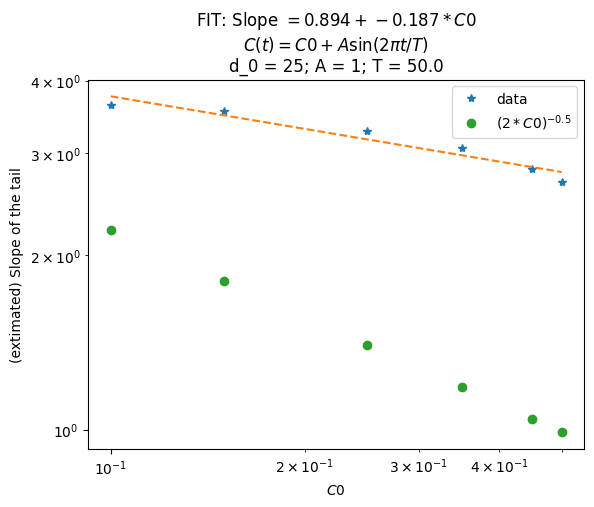 FIT: Slope = 0.894 + −0.187 * C0
C(t) = C0 + A sin(2πt/T)
d_0 = 25; A = 1; T = 50.0
4 × 10⁰
3 × 10⁰
2 × 10⁰
10⁰
(extimated) Slope of the tail
data
(2 * C0)^{−0.5}
10⁻¹
2 × 10⁻¹
3 × 10⁻¹
4 × 10⁻¹
C0